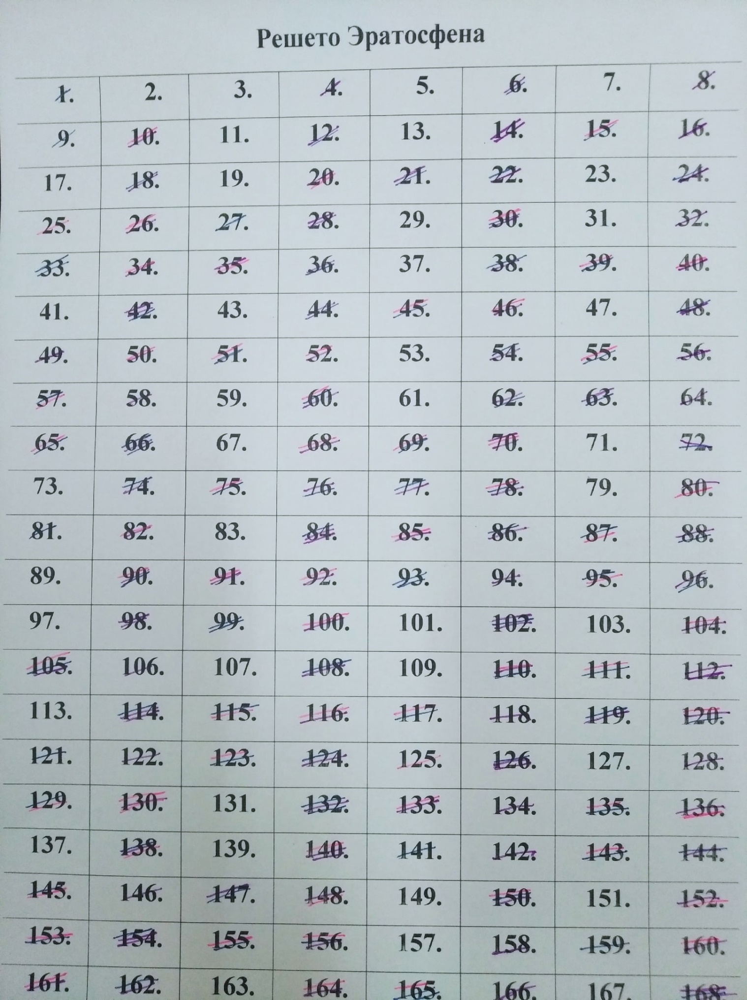 Решето Эратосфена
1. 2. 3. 4. 5. 6. 7. 8.
9. 10. 11. 12. 13. 14. 15. 16.
17. 18. 19. 20. 21. 22. 23. 24.
25. 26. 27. 28. 29. 30. 31. 32.
33. 34. 35. 36. 37. 38. 39. 40.
41. 42. 43. 44. 45. 46. 47. 48.
49. 50. 51. 52. 53. 54. 55. 56.
57. 58. 59. 60. 61. 62. 63. 64.
65. 66. 67. 68. 69. 70. 71. 72.
73. 74. 75. 76. 77. 78. 79. 80.
81. 82. 83. 84. 85. 86. 87. 88.
89. 90. 91. 92. 93. 94. 95. 96.
97. 98. 99. 100. 101. 102. 103. 104.
105. 106. 107. 108. 109. 110. 111. 112.
113. 114. 115. 116. 117. 118. 119. 120.
121. 122. 123. 124. 125. 126. 127. 128.
129. 130. 131. 132. 133. 134. 135. 136.
137. 138. 139. 140. 141. 142. 143. 144.
145. 146. 147. 148. 149. 150. 151. 152.
153. 154. 155. 156. 157. 158. 159. 160.
161. 162. 163. 164. 165. 166. 167. 168.